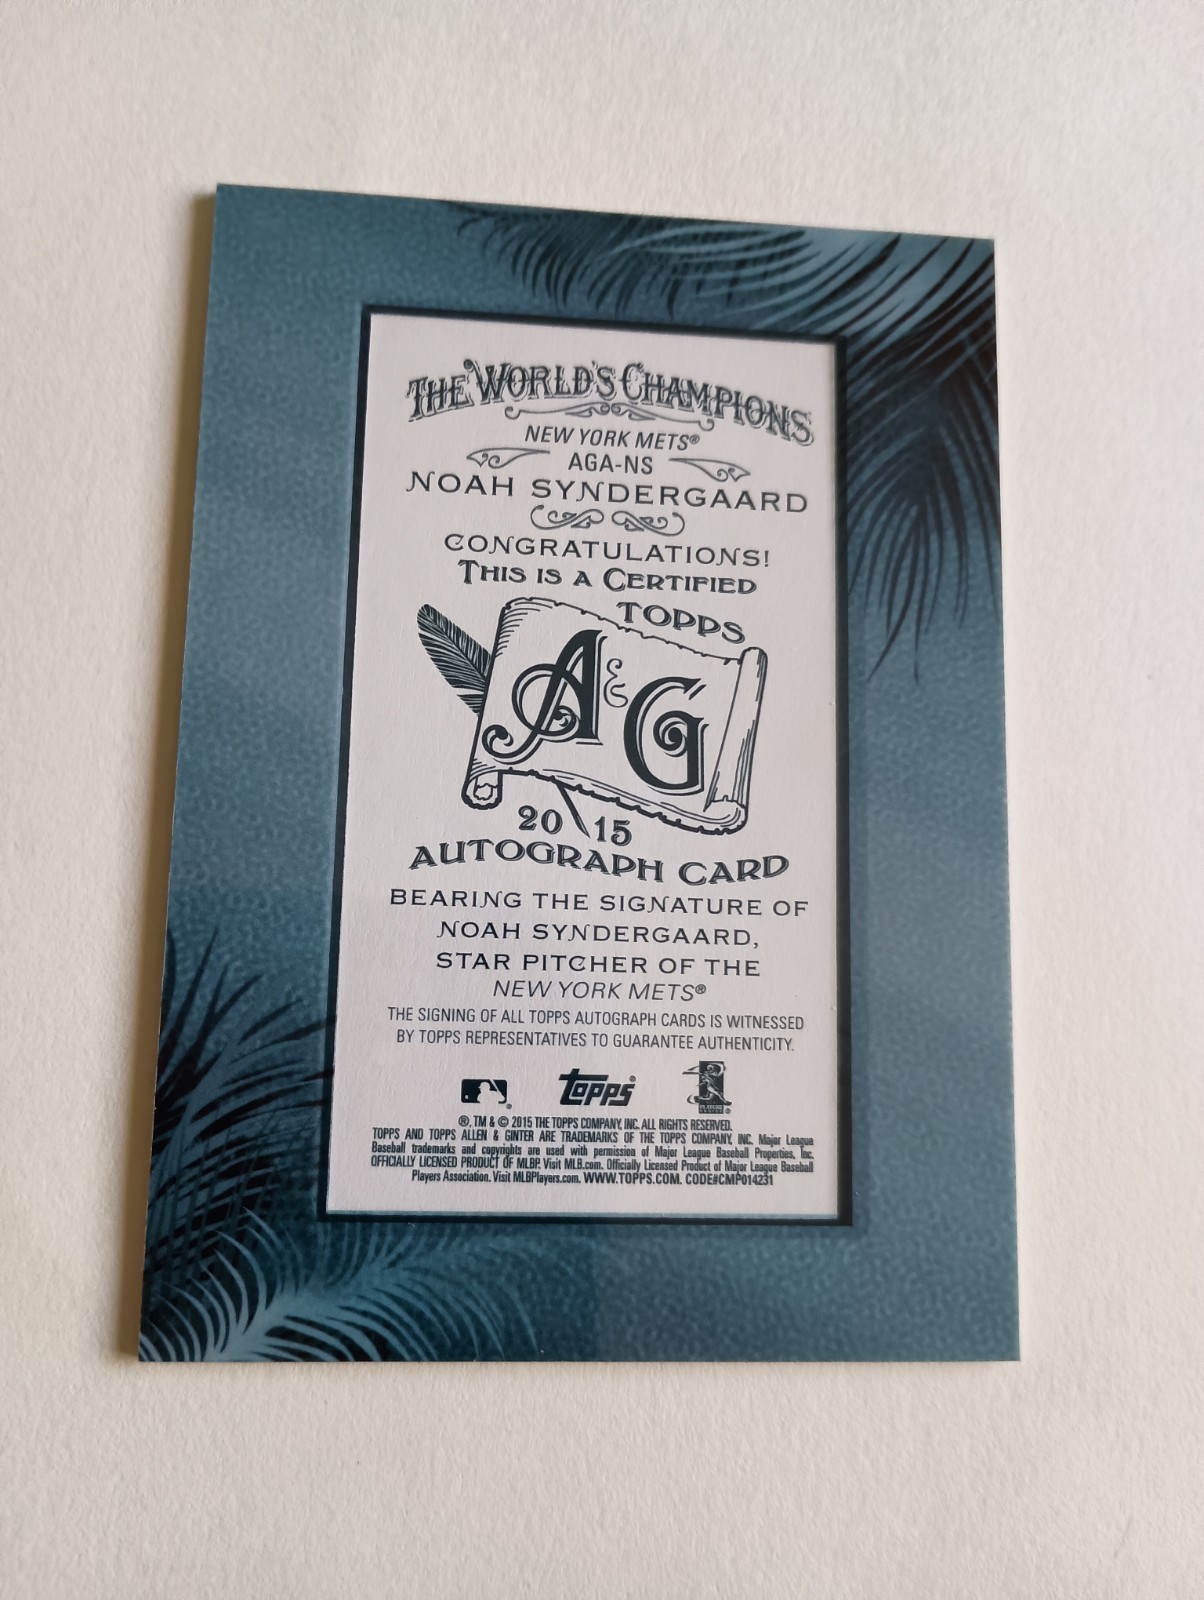 THE WORLD'S CHAMPIONS
NEW YORK METS®
AGA-NS
NOAH SYNDERGAARD
CONGRATULATIONS!
THIS IS A CERTIFIED
TOPPS
A & G
20 15
AUTOGRAPH CARD
BEARING THE SIGNATURE OF
NOAH SYNDERGAARD,
STAR PITCHER OF THE
NEW YORK METS®
THE SIGNING OF ALL TOPPS AUTOGRAPH CARDS IS WITNESSED
BY TOPPS REPRESENTATIVES TO GUARANTEE AUTHENTICITY.
topps®
®, TM & © 2015 THE TOPPS COMPANY, INC. ALL RIGHTS RESERVED.
TOPPS AND TOPPS ALLEN & GINTER ARE TRADEMARKS OF THE TOPPS COMPANY, INC. Major League
Baseball trademarks and copyrights are used with permission of Major League Baseball Properties, Inc.
OFFICIALLY LICENSED PRODUCT OF MLBP. Visit MLB.com. Officially Licensed Product of Major League Baseball
Players Association. Visit MLBPlayers.com. WWW.TOPPS.COM. CODE#CMP014231